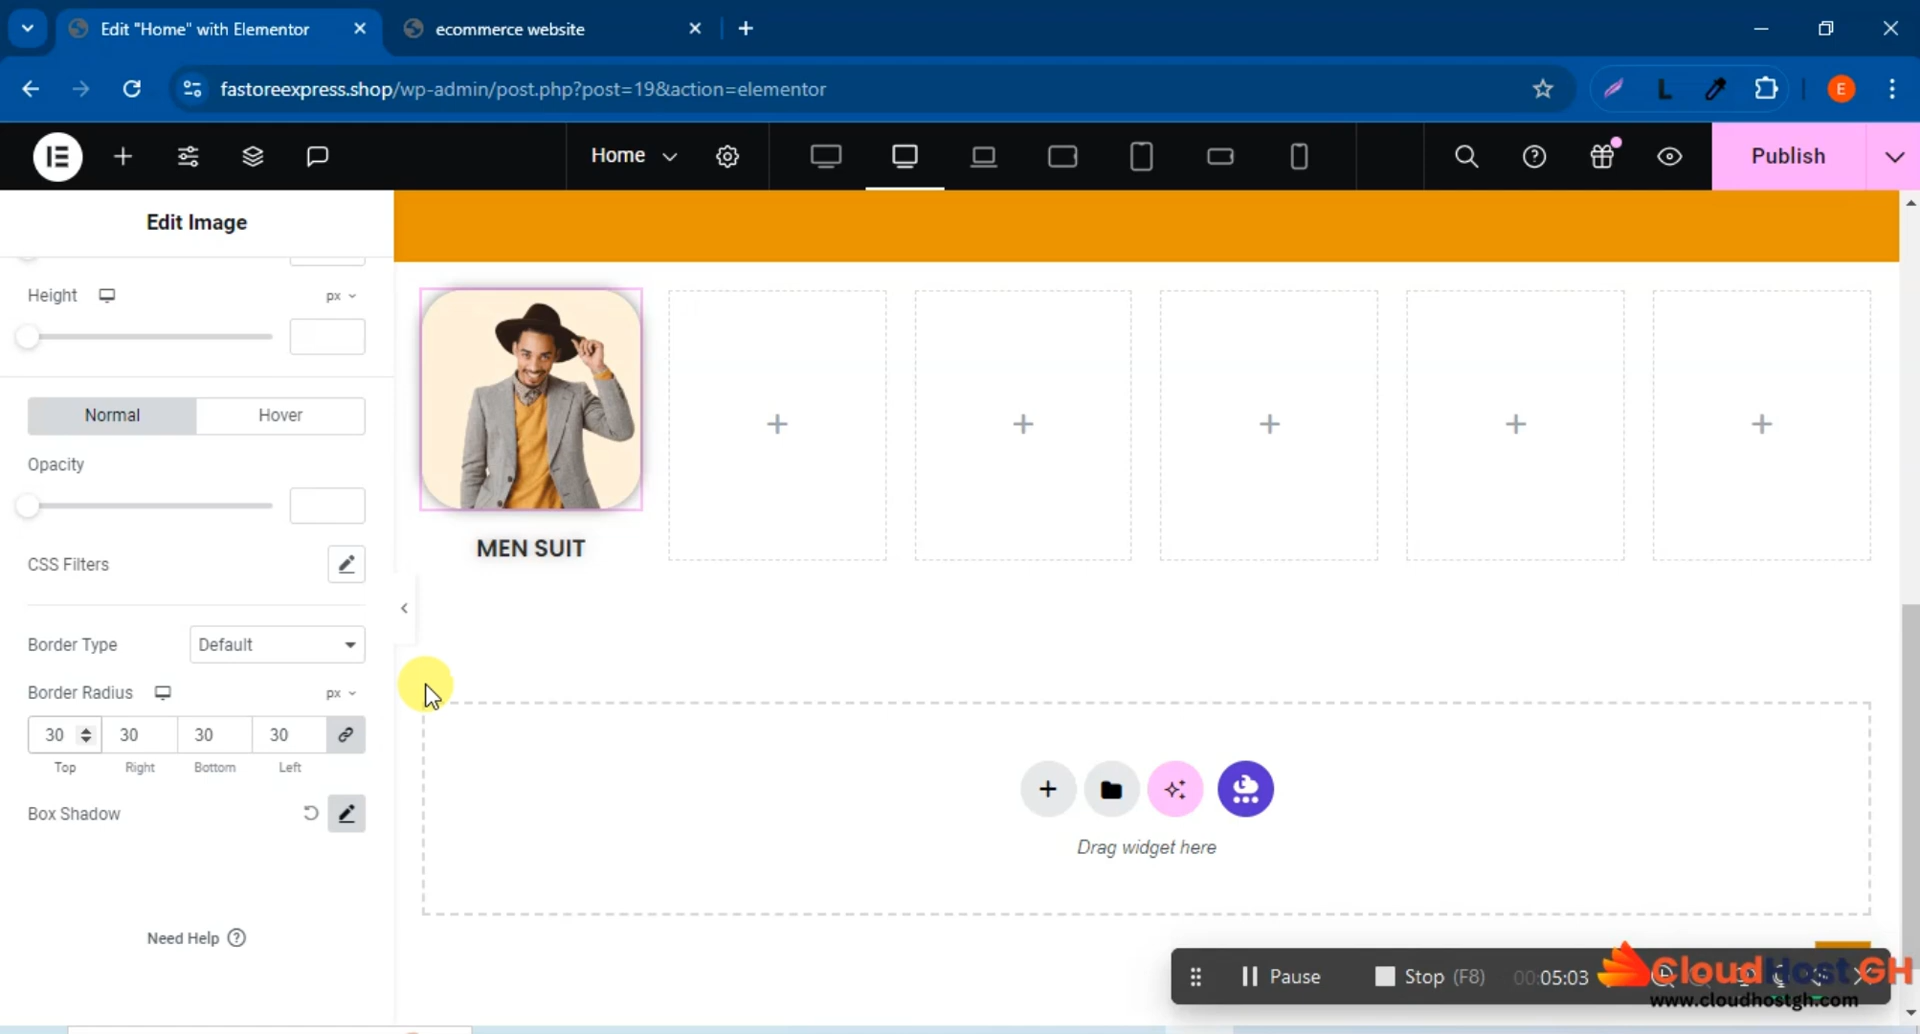 Edit "Home" with Elementor
ecommerce website
fastoreexpress.shop/wp-admin/post.php?post=19&action=elementor
L
E
Home
Publish
Edit Image
Height
px
Normal
Hover
Opacity
CSS Filters
MEN SUIT
Border Type
Default
Border Radius
px
30
30
30
30
Top
Right
Bottom
Left
Box Shadow
Drag widget here
Need Help
Pause
Stop (F8)
00:05:03
CloudHost GH
www.cloudhostgh.com